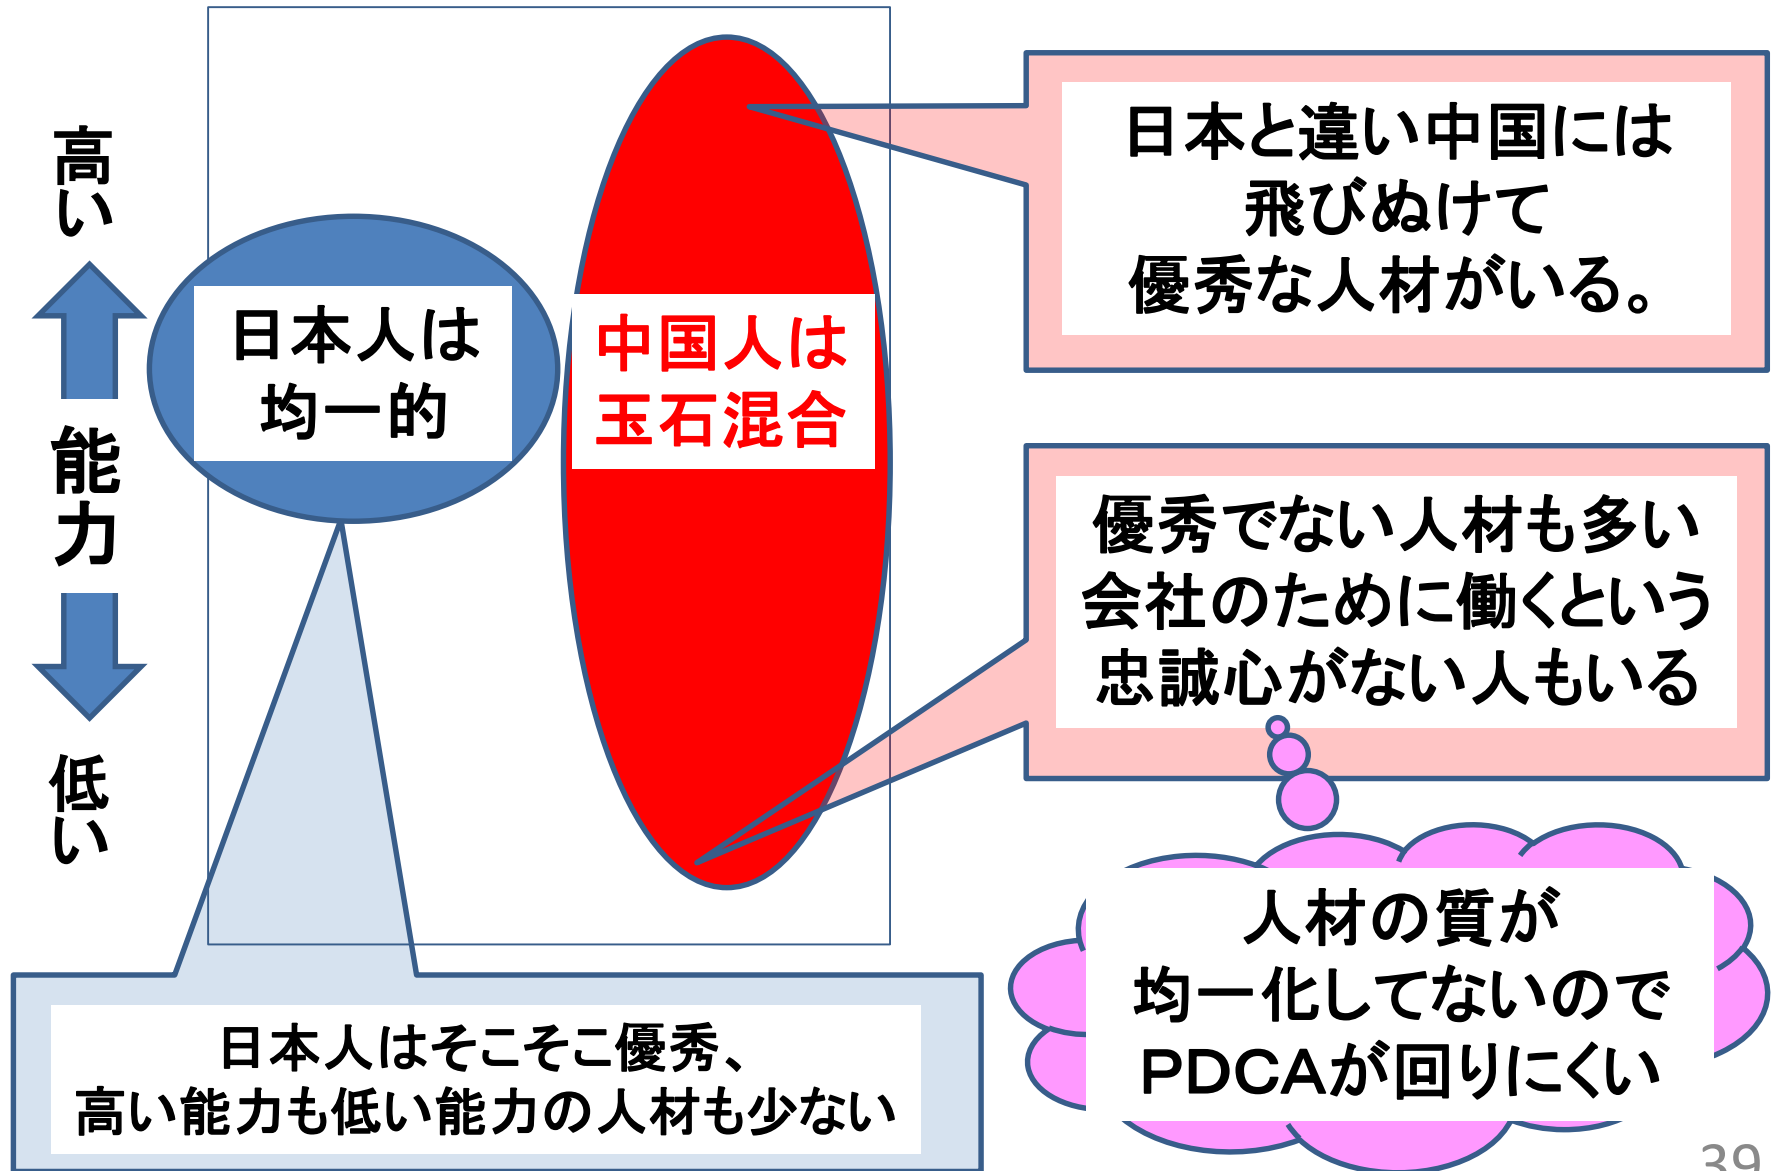 高い
能力
低い
日本人は
均一的
中国人は
玉石混合
日本と違い中国には
飛びぬけて
優秀な人材がいる。
優秀でない人材も多い
会社のために働くという
忠誠心がない人もいる
人材の質が
均一化してないので
ＰＤＣＡが回りにくい
日本人はそこそこ優秀、
高い能力も低い能力の人材も少ない
39